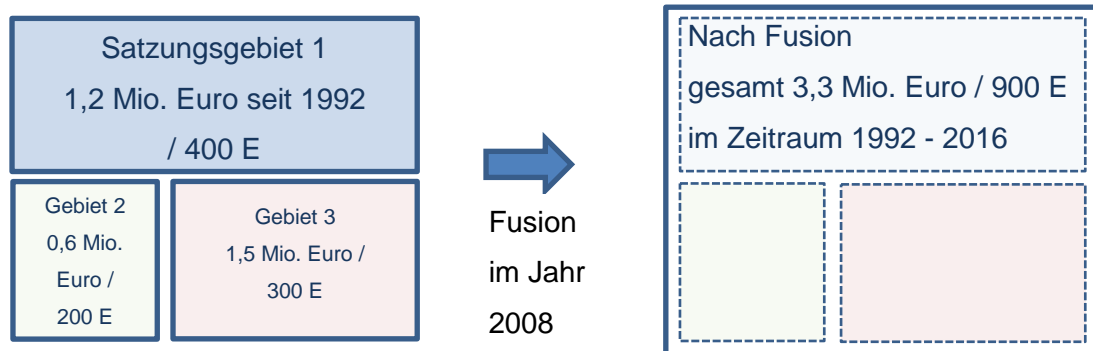 Satzungsgebiet 1
1,2 Mio. Euro seit 1992
/ 400 E
Gebiet 2
0,6 Mio.
Euro /
200 E
Gebiet 3
1,5 Mio. Euro /
300 E
Fusion
im Jahr
2008
Nach Fusion
gesamt 3,3 Mio. Euro / 900 E
im Zeitraum 1992 - 2016